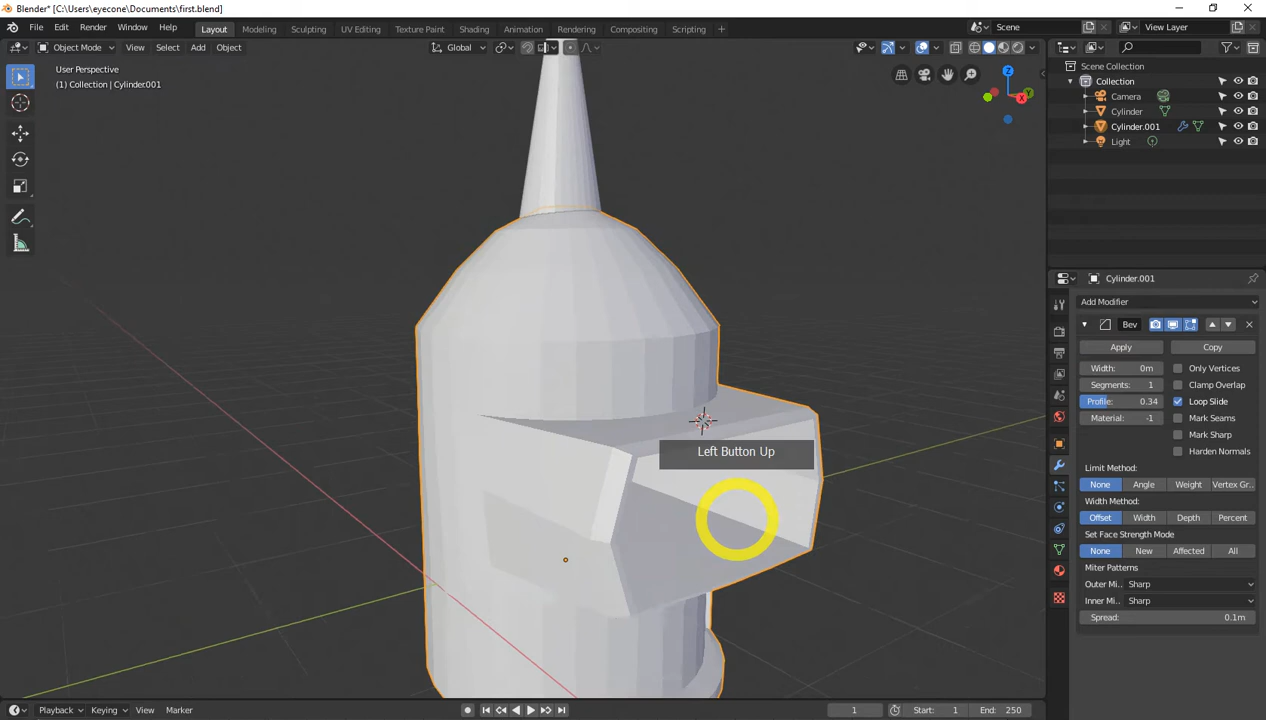 Blender* [C:\Users\eyecone\Documents\first.blend]
File Edit Render Window Help Layout Modeling Sculpting UV Editing Texture Paint Shading Animation Rendering Compositing Scripting + Scene View Layer
Object Mode View Select Add Object Global
User Perspective
(1) Collection | Cylinder.001
Z
Y
X
Scene Collection
Collection
Camera
Cylinder
Cylinder.001
Light
Cylinder.001
Add Modifier
Bev
Apply Copy
Width: 0m Only Vertices
Segments: 1 Clamp Overlap
Profile: 0.34 Loop Slide
Material: -1 Mark Seams
Mark Sharp
Harden Normals
Limit Method:
None Angle Weight Vertex Gr...
Width Method:
Offset Width Depth Percent
Set Face Strength Mode
None New Affected All
Miter Patterns
Outer Mi... Sharp
Inner Mi... Sharp
Spread: 0.1m
Left Button Up
Playback Keying View Marker 1 Start: 1 End: 250